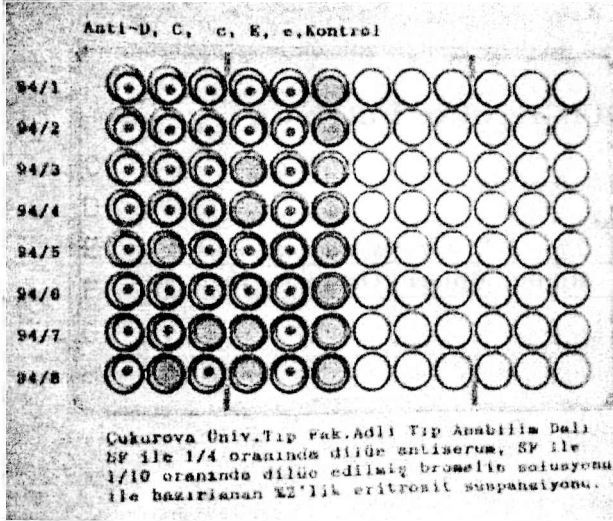 Anti-D, C, c, E, e, Kontrol
94/1
94/2
94/3
94/4
94/5
94/6
94/7
94/8
Çukurova Üniv.Tıp Fak.Adli Tıp Anabilim Dalı
SF ile 1/4 oranında dilüe antiserum, SF ile
1/10 oranında dilüe edilmiş bromelin solusyonu
ile hazırlanan %2'lik eritrosit suspansiyonu.